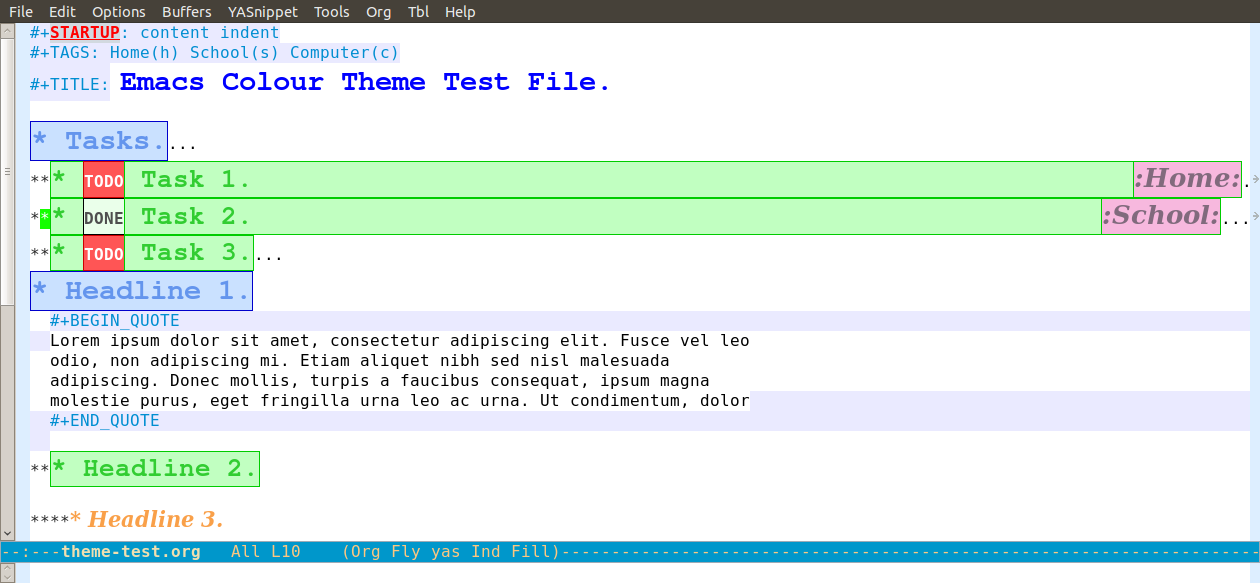 File Edit Options Buffers YASnippet Tools Org Tbl Help
#+STARTUP: content indent
#+TAGS: Home(h) School(s) Computer(c)
#+TITLE: Emacs Colour Theme Test File.
* Tasks....
*** TODO Task 1. :Home:.
*** DONE Task 2. :School:...
*** TODO Task 3....
* Headline 1.
#+BEGIN_QUOTE
Lorem ipsum dolor sit amet, consectetur adipiscing elit. Fusce vel leo
odio, non adipiscing mi. Etiam aliquet nibh sed nisl malesuada
adipiscing. Donec mollis, turpis a faucibus consequat, ipsum magna
molestie purus, eget fringilla urna leo ac urna. Ut condimentum, dolor
#+END_QUOTE
*** Headline 2.
***** Headline 3.
--:---theme-test.org All L10 (Org Fly yas Ind Fill)----------------------------------------------------------------------